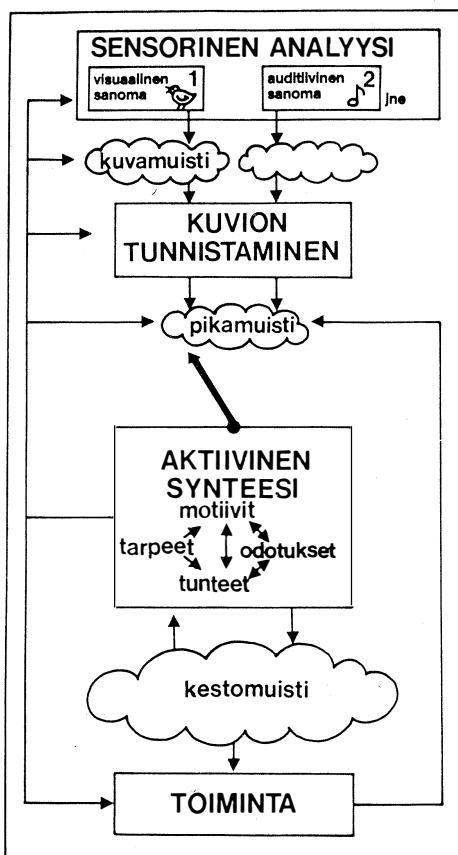 SENSORINEN ANALYYSI
visuaalinen 1
sanoma
auditiivinen 2
sanoma
jne
kuvamuisti
KUVION
TUNNISTAMINEN
pikamuisti
AKTIIVINEN
SYNTEESI
motiivit
tarpeet odotukset
tunteet
kestomuisti
TOIMINTA